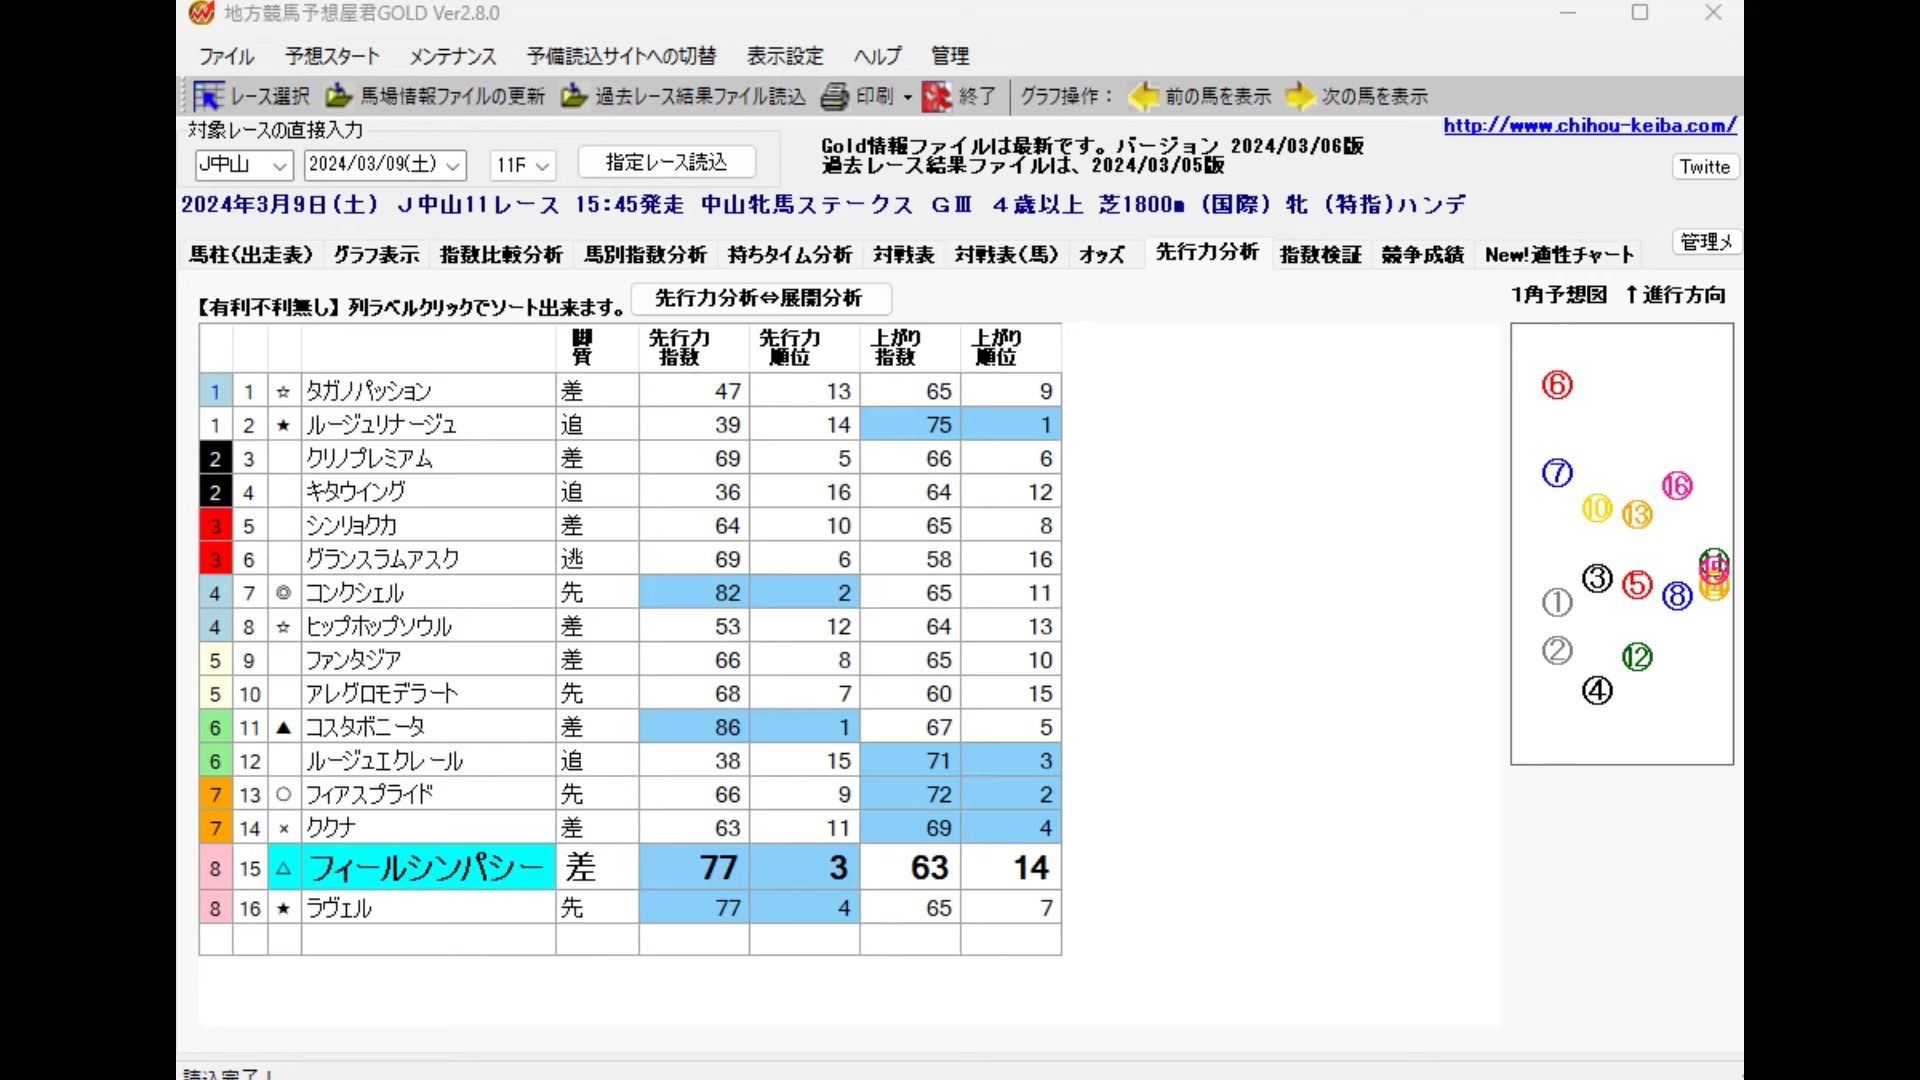 地方競馬予想屋君GOLD Ver2.8.0
ファイル 予想スタート メンテナンス 予備読込サイトへの切替 表示設定 ヘルプ 管理
レース選択 馬場情報ファイルの更新 過去レース結果ファイル読込 印刷 終了 グラフ操作： 前の馬を表示 次の馬を表示
対象レースの直接入力
http://www.chihou-keiba.com/
J中山 2024/03/09(土) 11R 指定レース読込
Gold情報ファイルは最新です。バージョン 2024/03/06版
過去レース結果ファイルは、2024/03/05版
Twitte
2024年3月9日(土) J中山11レース 15:45発走 中山牝馬ステークス GⅢ 4歳以上 芝1800m (国際) 牝 (特指)ハンデ
馬柱(出走表) グラフ表示 指数比較分析 馬別指数分析 持ちタイム分析 対戦表 対戦表(馬) オッズ 先行力分析 指数検証 競争成績 New!適性チャート
管理メ
【有利不利無し】列ラベルクリックでソート出来ます。 先行力分析⇔展開分析
1角予想図 ↑進行方向
脚質 先行力指数 先行力順位 上がり指数 上がり順位
1 1 ☆ タガノパッション 差 47 13 65 9
1 2 ★ ルージュリナージュ 追 39 14 75 1
2 3 クリノプレミアム 差 69 5 66 6
2 4 キタウイング 追 36 16 64 12
3 5 シンリョクカ 差 64 10 65 8
3 6 グランスラムアスク 逃 69 6 58 16
4 7 ◎ コンクシェル 先 82 2 65 11
4 8 ☆ ヒップホップソウル 差 53 12 64 13
5 9 ファンタジア 差 66 8 65 10
5 10 アレグロモデラート 先 68 7 60 15
6 11 ▲ コスタボニータ 差 86 1 67 5
6 12 ルージュエクレール 追 38 15 71 3
7 13 ○ フィアスプライド 先 66 9 72 2
7 14 × ククナ 差 63 11 69 4
8 15 △ フィールシンパシー 差 77 3 63 14
8 16 ★ ラヴェル 先 77 4 65 7
⑥
⑦
⑯
⑩ ⑬
③ ⑤ ⑧ ⑭
①
② ⑫
④
読込完了！